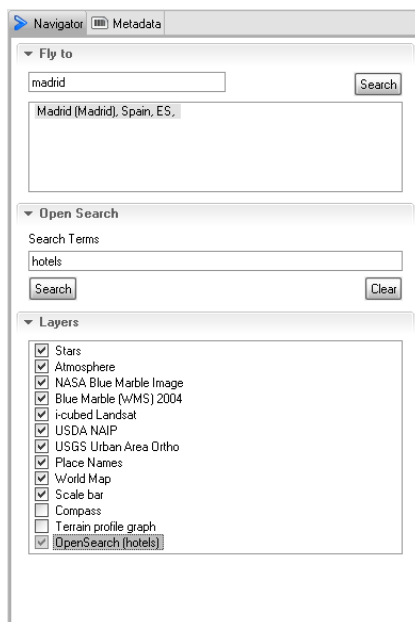 Navigator Metadata
Fly to
madrid Search
Madrid (Madrid), Spain, ES,
Open Search
Search Terms
hotels
Search Clear
Layers
Stars
Atmosphere
NASA Blue Marble Image
Blue Marble (WMS) 2004
i-cubed Landsat
USDA NAIP
USGS Urban Area Ortho
Place Names
World Map
Scale bar
Compass
Terrain profile graph
OpenSearch (hotels)